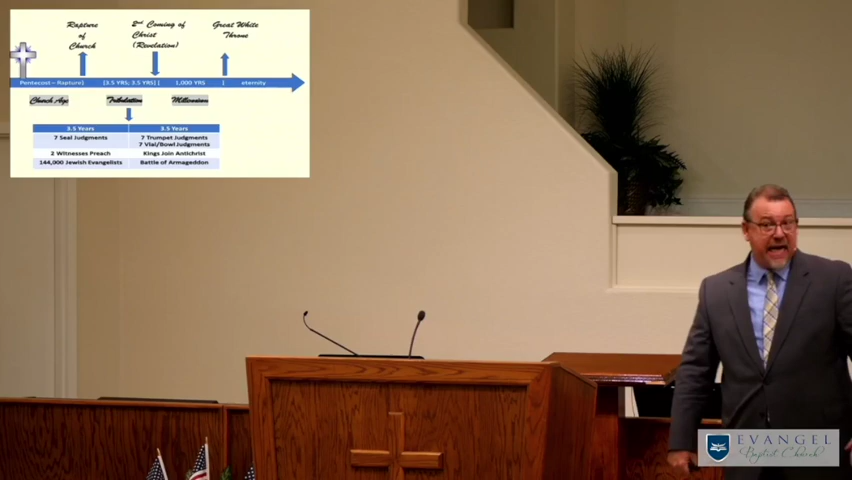 Rapture
of
Church
2nd Coming of
Christ
(Revelation)
Great White
Throne
Pentecost – Rapture} {3.5 YRS; 3.5 YRS} { 1,000 YRS { eternity
Church Age Tribulation Millennium
3.5 Years 3.5 Years
7 Seal Judgments 7 Trumpet Judgments
7 Vial/Bowl Judgments
2 Witnesses Preach Kings Join Antichrist
144,000 Jewish Evangelists Battle of Armageddon
EVANGEL
Baptist Church